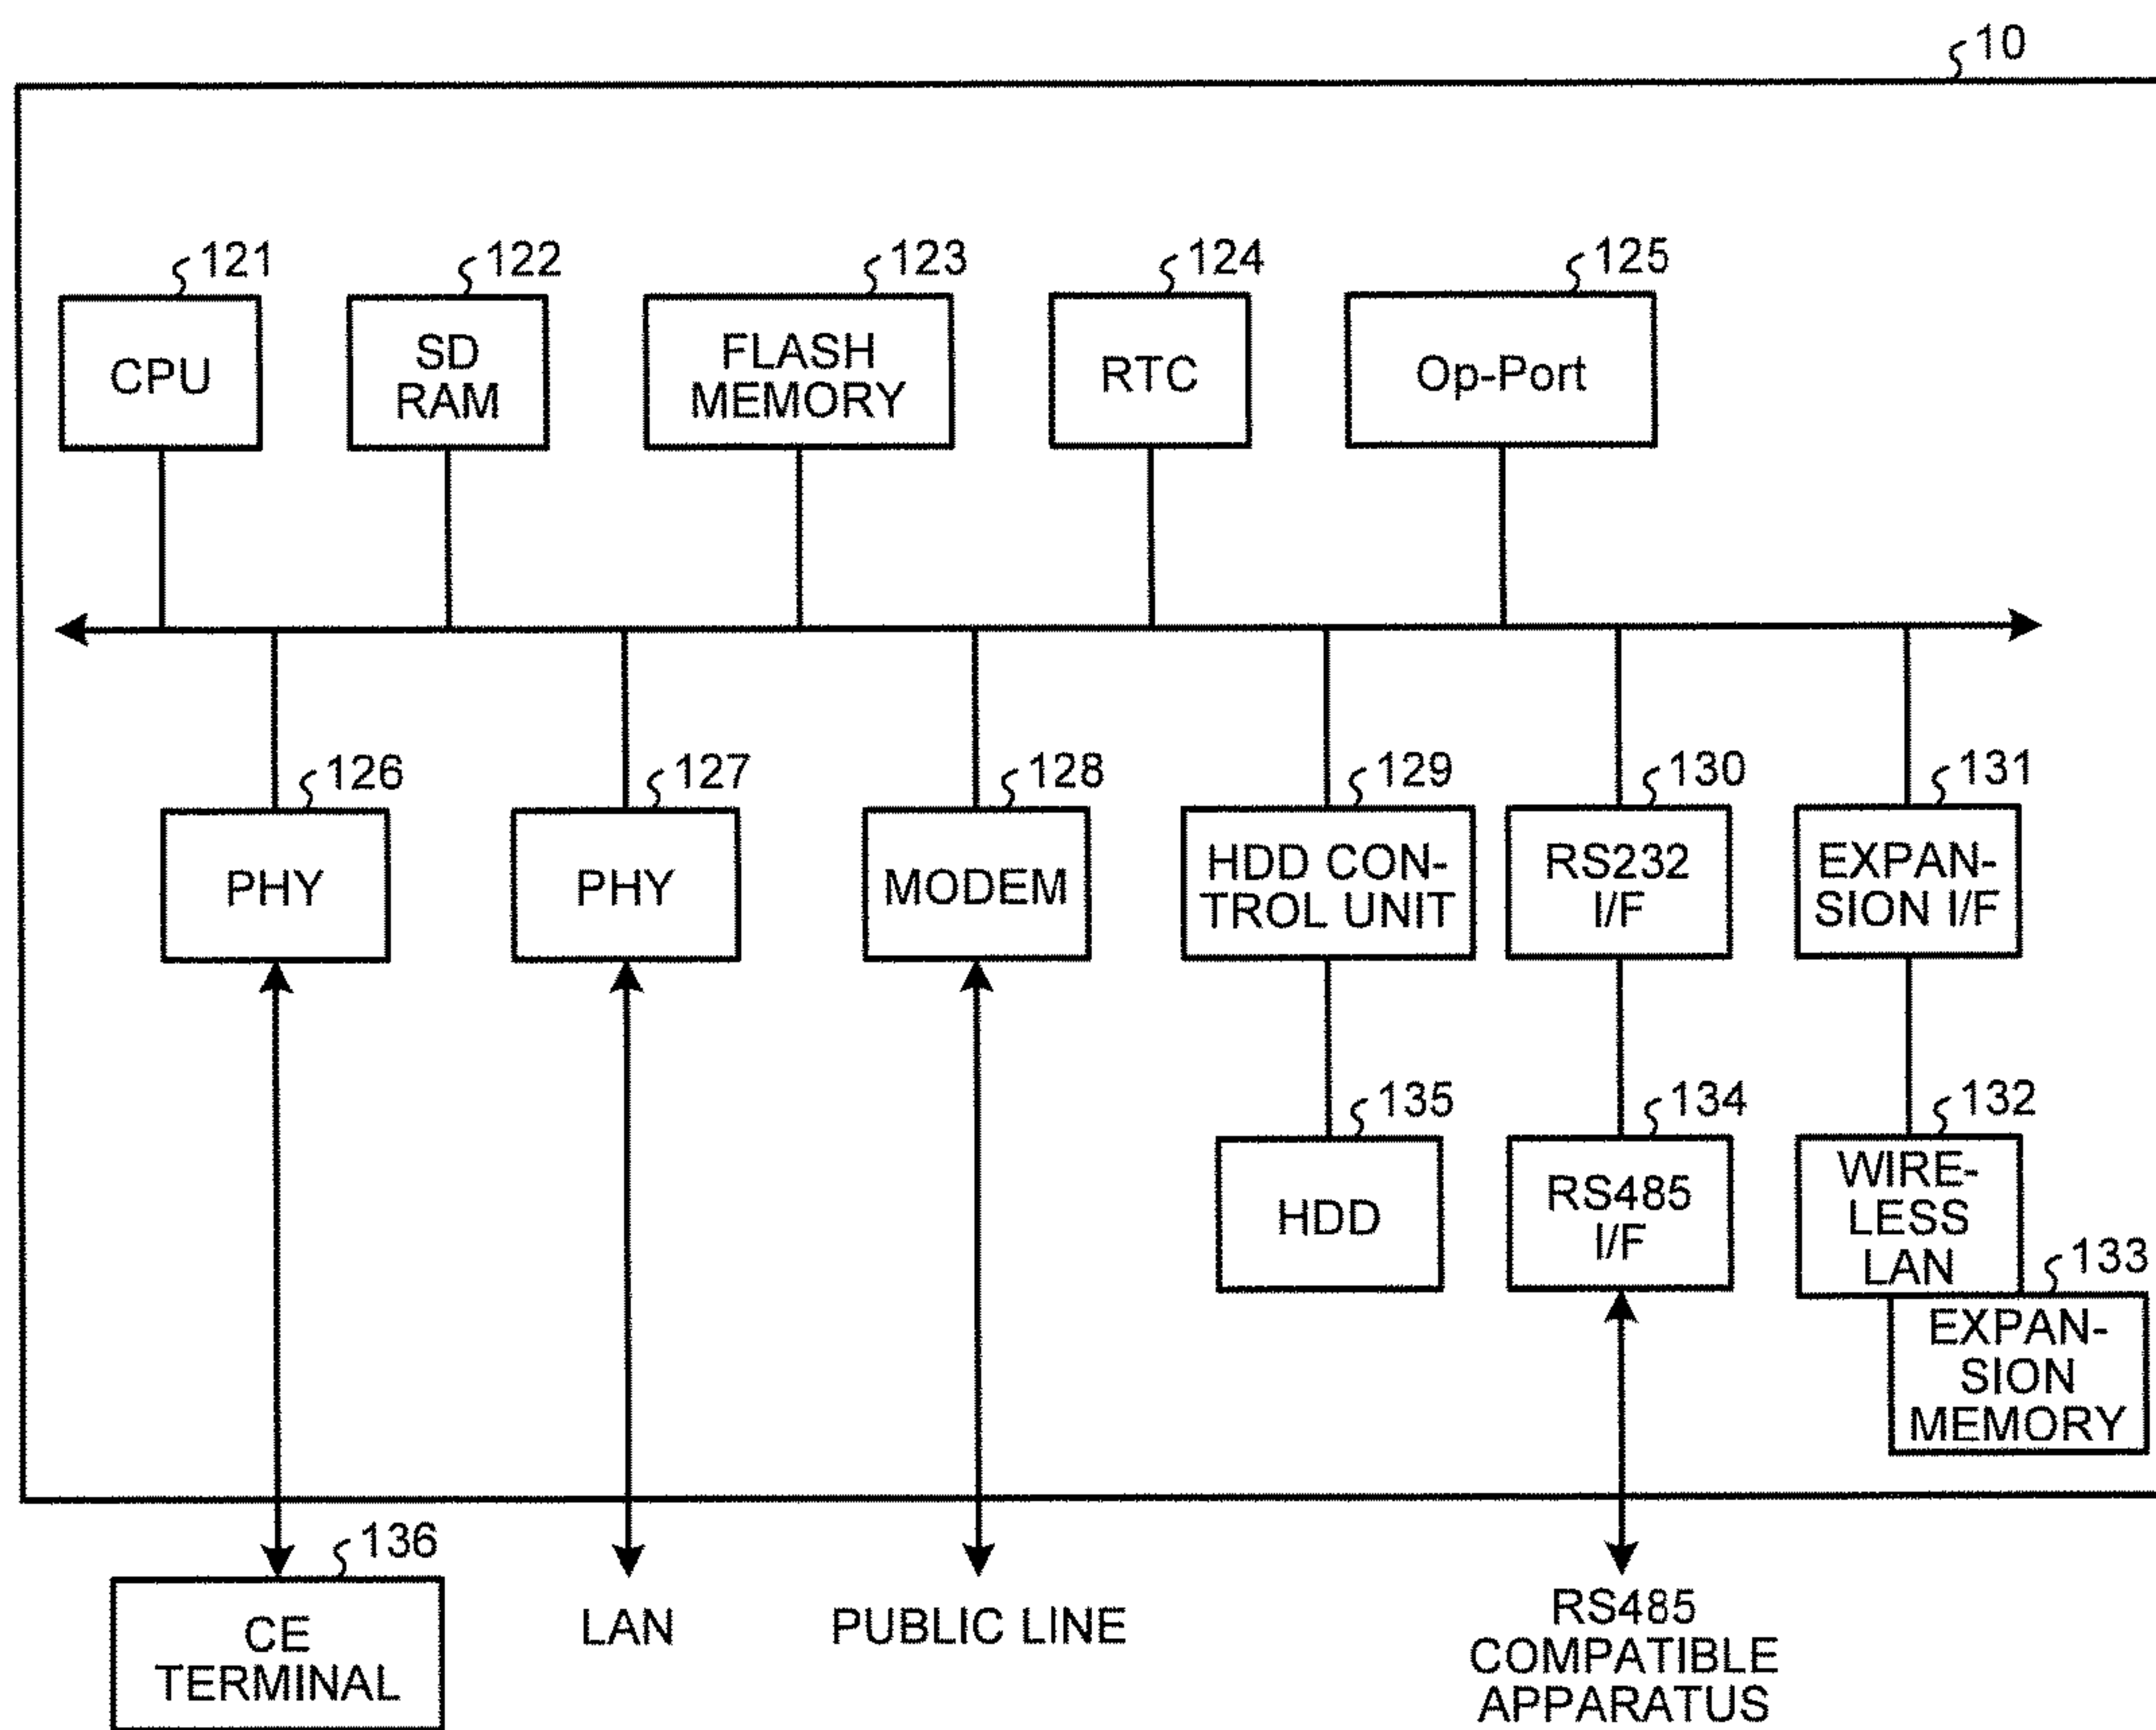 10
121
122
123
124
125
CPU
SD
RAM
FLASH
MEMORY
RTC
Op-Port
126
127
128
129
130
131
PHY
PHY
MODEM
HDD CON-
TROL UNIT
RS232
I/F
EXPAN-
SION I/F
135
134
132
HDD
RS485
I/F
WIRE-
LESS
LAN
133
EXPAN-
SION
MEMORY
136
CE
TERMINAL
LAN
PUBLIC LINE
RS485
COMPATIBLE
APPARATUS